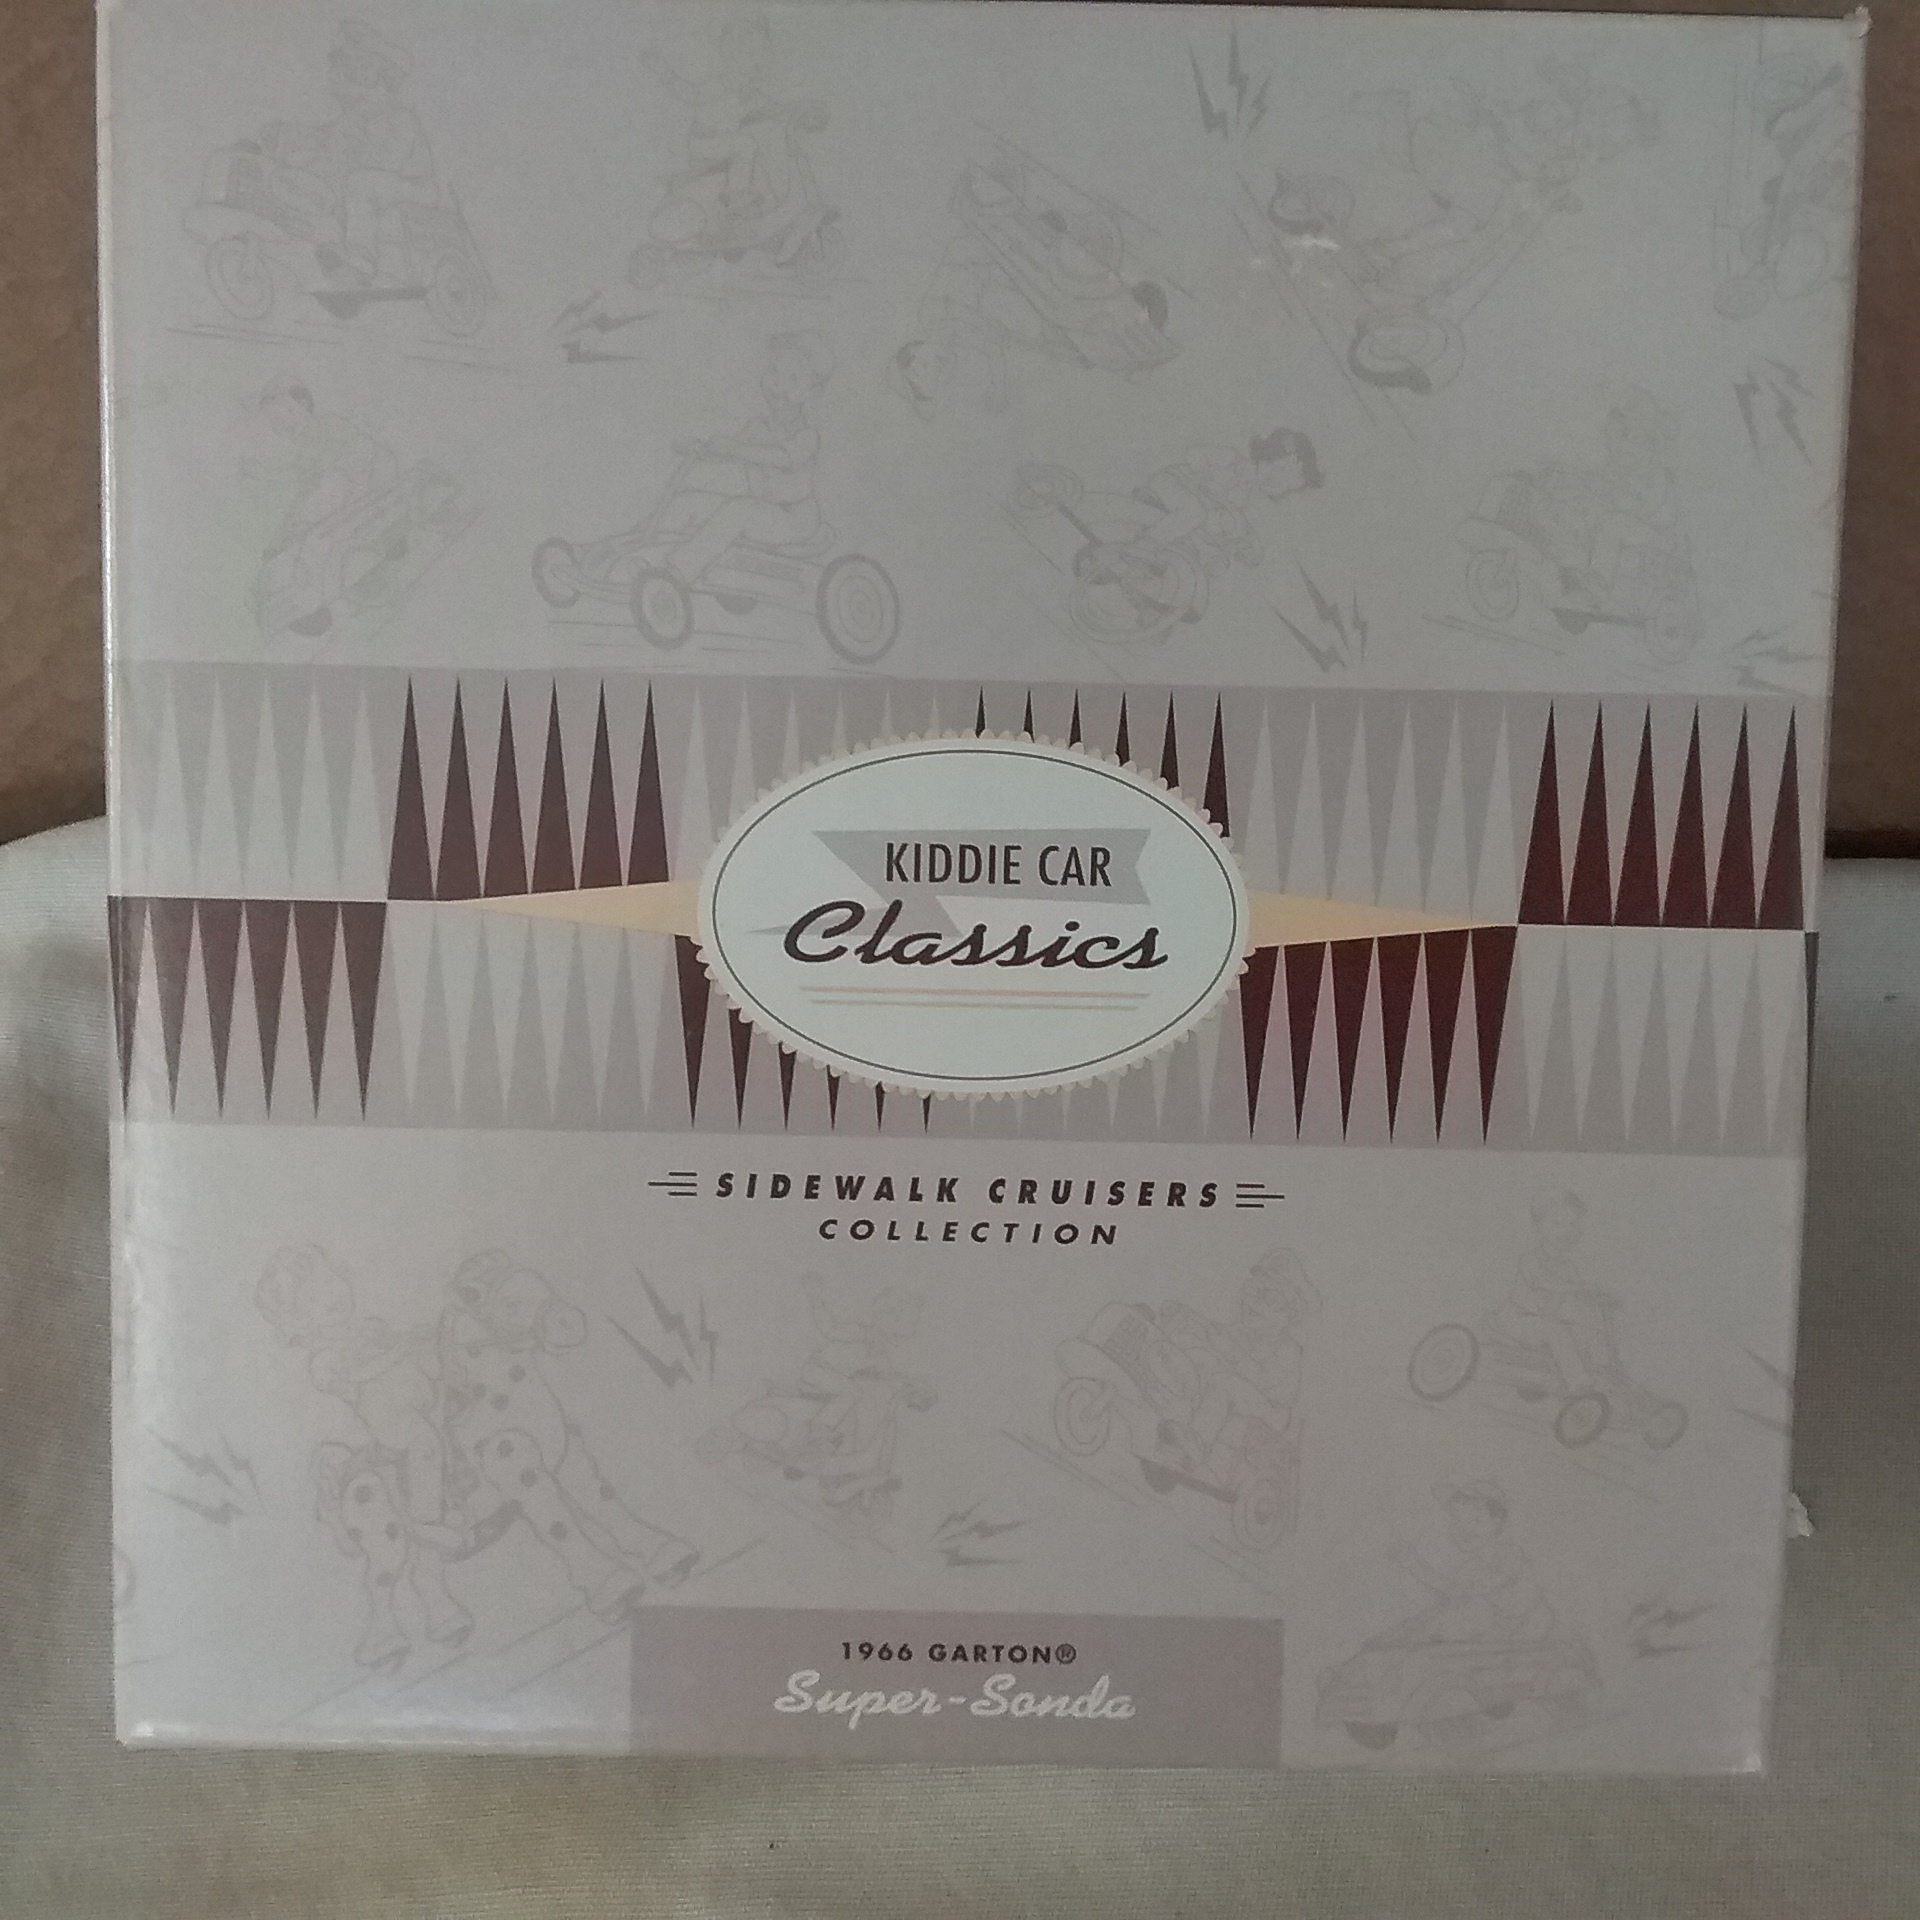 KIDDIE CAR
Classics
SIDEWALK CRUISERS
COLLECTION
1966 GARTON®
Super-Sonda